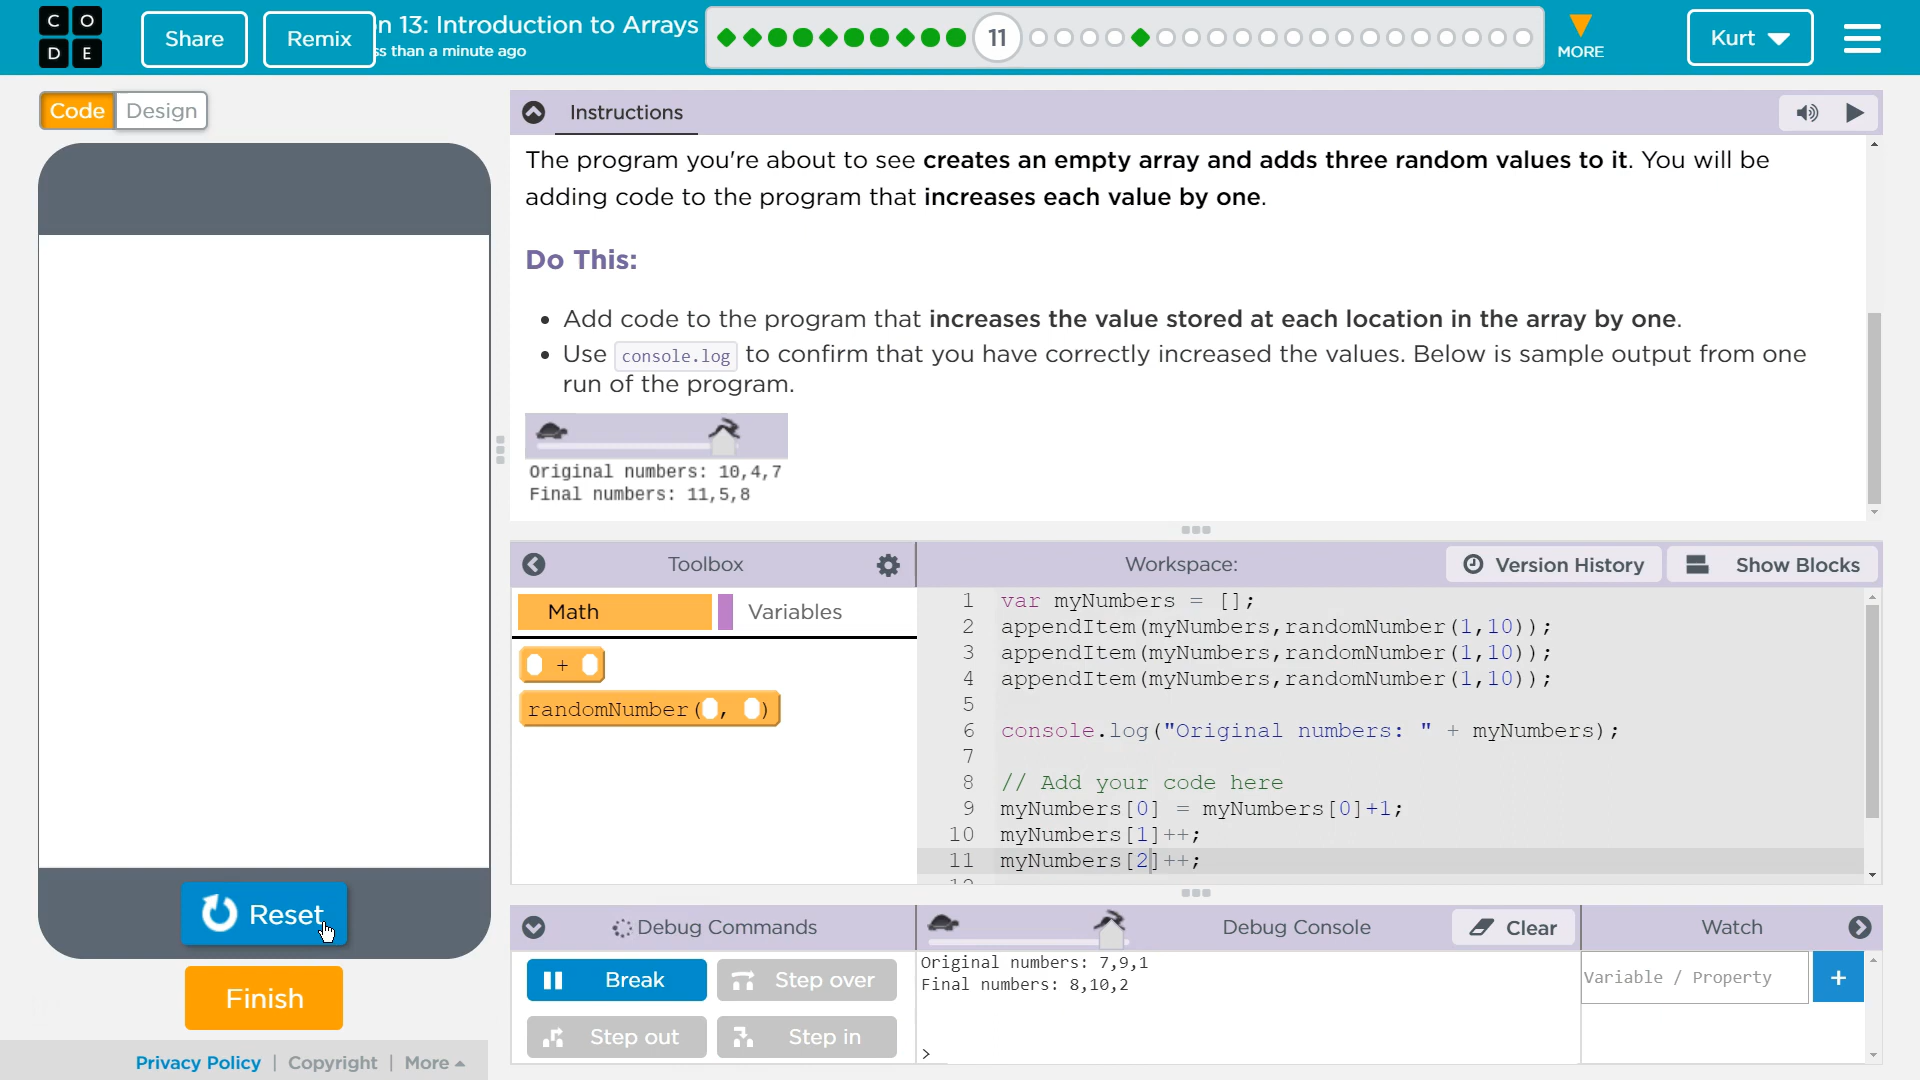 C O
D E
Share
Remix
n 13: Introduction to Arrays
ss than a minute ago
11
MORE
Kurt
Code
Design
Instructions
The program you're about to see creates an empty array and adds three random values to it. You will be
adding code to the program that increases each value by one.
Do This:
Add code to the program that increases the value stored at each location in the array by one.
Use console.log to confirm that you have correctly increased the values. Below is sample output from one
run of the program.
Original numbers: 10,4,7
Final numbers: 11,5,8
Toolbox
Workspace:
Version History
Show Blocks
Math
Variables
+
randomNumber( , )
1 var myNumbers = [];
2 appendItem(myNumbers,randomNumber(1,10));
3 appendItem(myNumbers,randomNumber(1,10));
4 appendItem(myNumbers,randomNumber(1,10));
5
6 console.log("Original numbers: " + myNumbers);
7
8 // Add your code here
9 myNumbers[0] = myNumbers[0]+1;
10 myNumbers[1]++;
11 myNumbers[2]++;
Reset
Finish
Debug Commands
Debug Console
Clear
Watch
Break
Step over
Step out
Step in
Original numbers: 7,9,1
Final numbers: 8,10,2
>
Variable / Property
+
Privacy Policy | Copyright | More